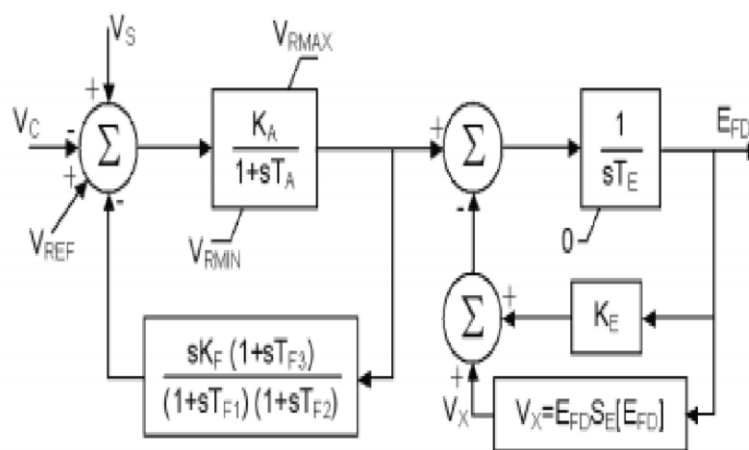 V_S
V_RMAX
V_C
-
+
Σ
+
-
V_REF
K_A
1+sT_A
V_RMIN
+
Σ
-
1
sT_E
0
E_FD
sK_F (1+sT_F3)
(1+sT_F1) (1+sT_F2)
Σ
+
+
K_E
V_X
V_X=E_FD S_E[E_FD]